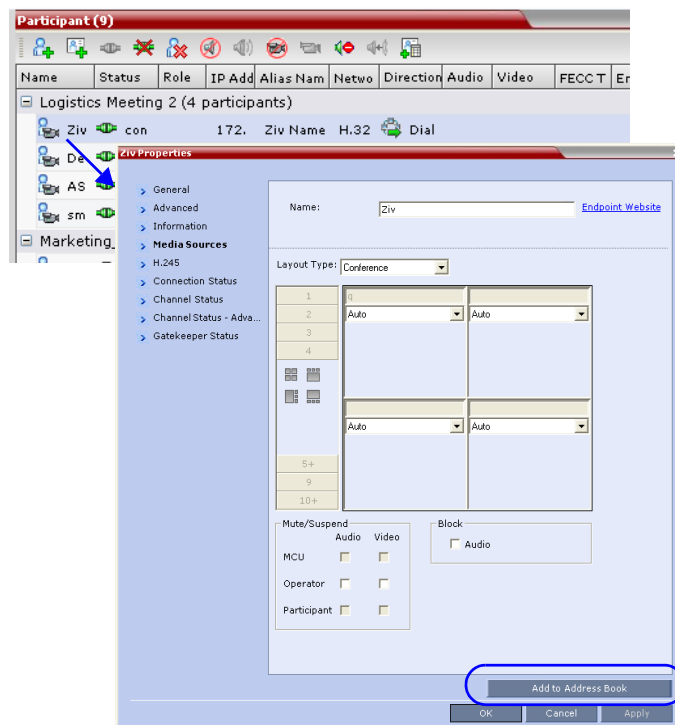 Participant (9)
Name Status Role IP Add Alias Nam Netwo Direction Audio Video FECC T Er
Logistics Meeting 2 (4 participants)
Ziv con 172. Ziv Name H.32 Dial
De
AS
sm
Marketing_
Ziv Properties
General
Advanced
Information
Media Sources
H.245
Connection Status
Channel Status
Channel Status - Adva...
Gatekeeper Status
Name: Ziv Endpoint Website
Layout Type: Conference
1
2
3
4
5+
9
10+
q
Auto Auto
Auto Auto
Mute/Suspend
Audio Video
MCU
Operator
Participant
Block
Audio
Add to Address Book
OK Cancel Apply